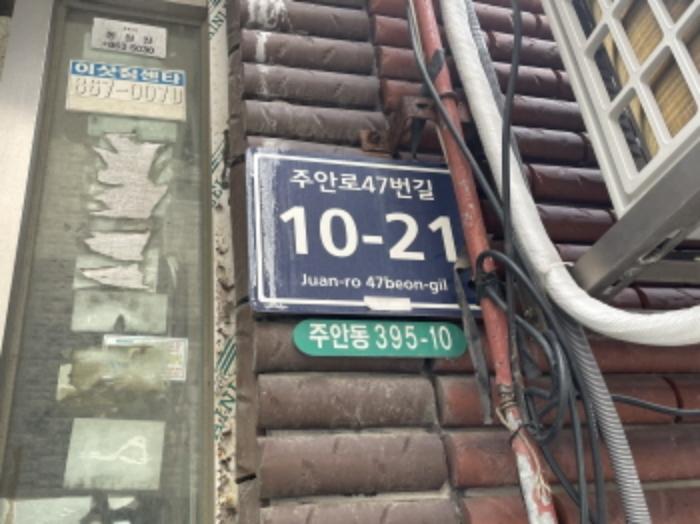 이삿짐센타
867-0070
주안로47번길
10-21
Juan-ro 47beon-gil
주안동 395-10